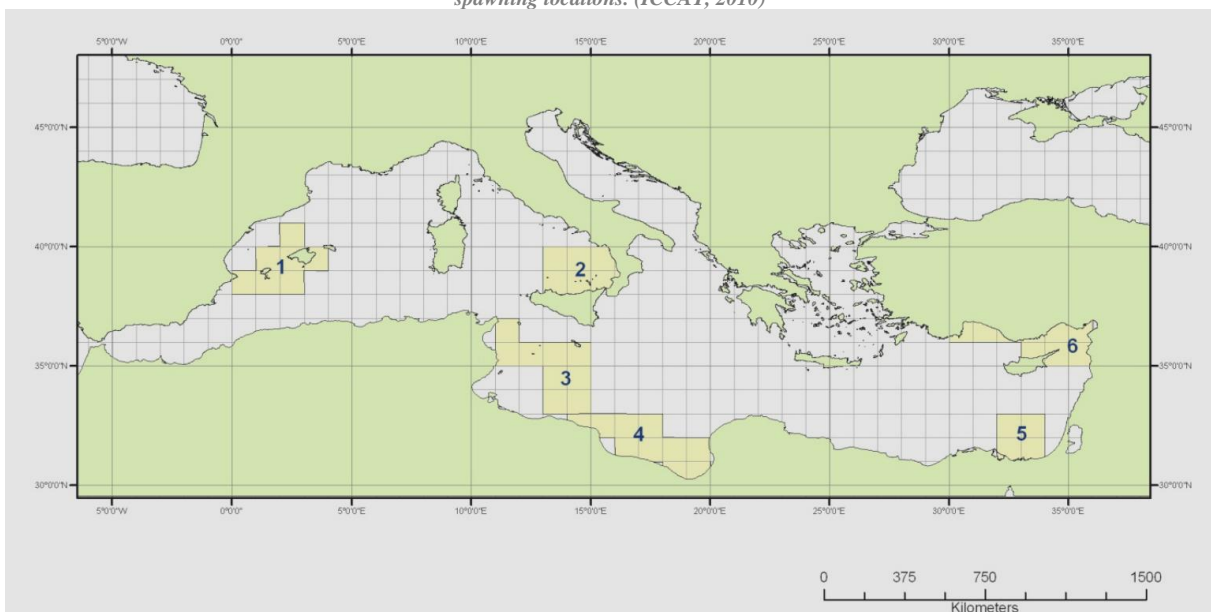 spawning locations. (ICCAT, 2010)
5°0'0"W 0°0'0" 5°0'0"E 10°0'0"E 15°0'0"E 20°0'0"E 25°0'0"E 30°0'0"E 35°0'0"E
45°0'0"N 45°0'0"N
40°0'0"N 40°0'0"N
1 2
6
35°0'0"N 35°0'0"N
3
4 5
30°0'0"N 30°0'0"N
5°0'0"W 0°0'0" 5°0'0"E 10°0'0"E 15°0'0"E 20°0'0"E 25°0'0"E 30°0'0"E 35°0'0"E
0 375 750 1500
Kilometers